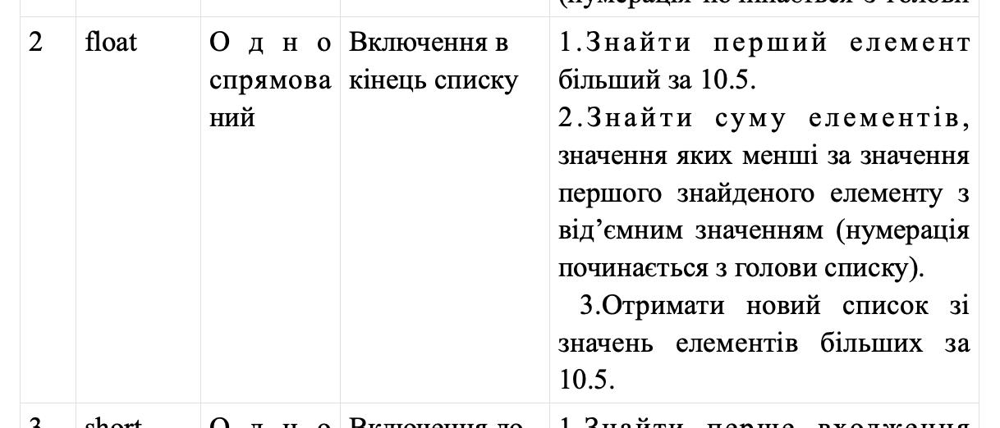 (нумерація починається з голови
2
float
О д н о
спрямова
ний
Включення в
кінець списку
1.Знайти перший елемент
більший за 10.5.
2.Знайти суму елементів,
значення яких менші за значення
першого знайденого елементу з
від’ємним значенням (нумерація
починається з голови списку).
3.Отримати новий список зі
значень елементів більших за
10.5.
3
short
О д н о
Включення до
1.Знайти перше входження